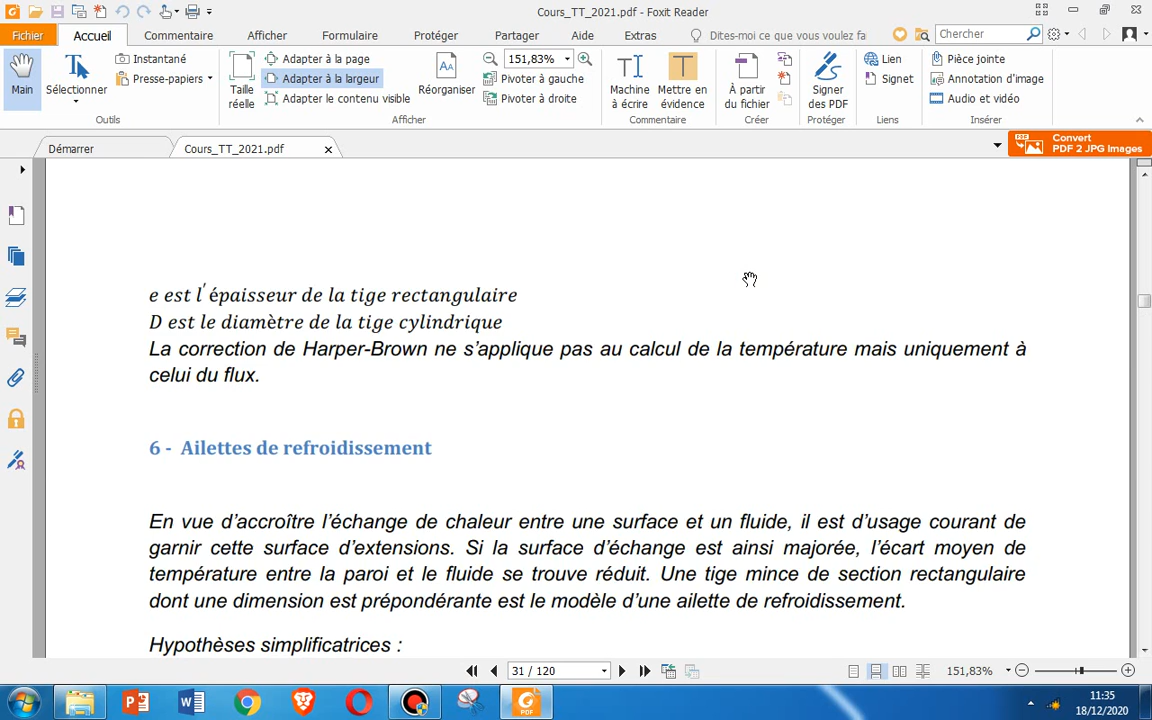 Cours_TT_2021.pdf - Foxit Reader
Fichier Accueil Commentaire Afficher Formulaire Protéger Partager Aide Extras Dites-moi ce que vous voulez fa Chercher
Main
Sélectionner
Instantané
Presse-papiers
Outils
Taille réelle
Adapter à la page
Adapter à la largeur
Adapter le contenu visible
Réorganiser
151,83%
Pivoter à gauche
Pivoter à droite
Afficher
Machine à écrire
Mettre en évidence
Commentaire
À partir du fichier
Créer
Signer des PDF
Protéger
Lien
Signet
Liens
Pièce jointe
Annotation d'image
Audio et vidéo
Insérer
Démarrer Cours_TT_2021.pdf
Convert
PDF 2 JPG Images
e est l'épaisseur de la tige rectangulaire
D est le diamètre de la tige cylindrique
La correction de Harper-Brown ne s'applique pas au calcul de la température mais uniquement à
celui du flux.
6 - Ailettes de refroidissement
En vue d'accroître l'échange de chaleur entre une surface et un fluide, il est d'usage courant de
garnir cette surface d'extensions. Si la surface d'échange est ainsi majorée, l'écart moyen de
température entre la paroi et le fluide se trouve réduit. Une tige mince de section rectangulaire
dont une dimension est prépondérante est le modèle d'une ailette de refroidissement.
Hypothèses simplificatrices :
31 / 120 151,83%
11:35
18/12/2020